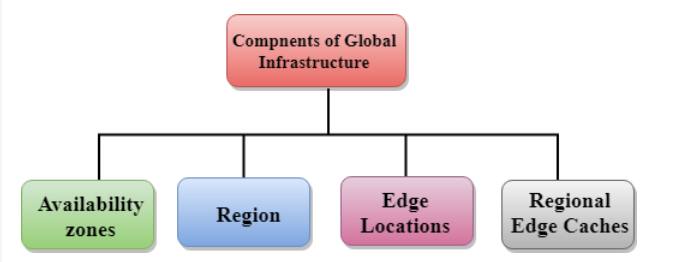 Compnents of Global
Infrastructure
Availability
zones
Region
Edge
Locations
Regional
Edge Caches